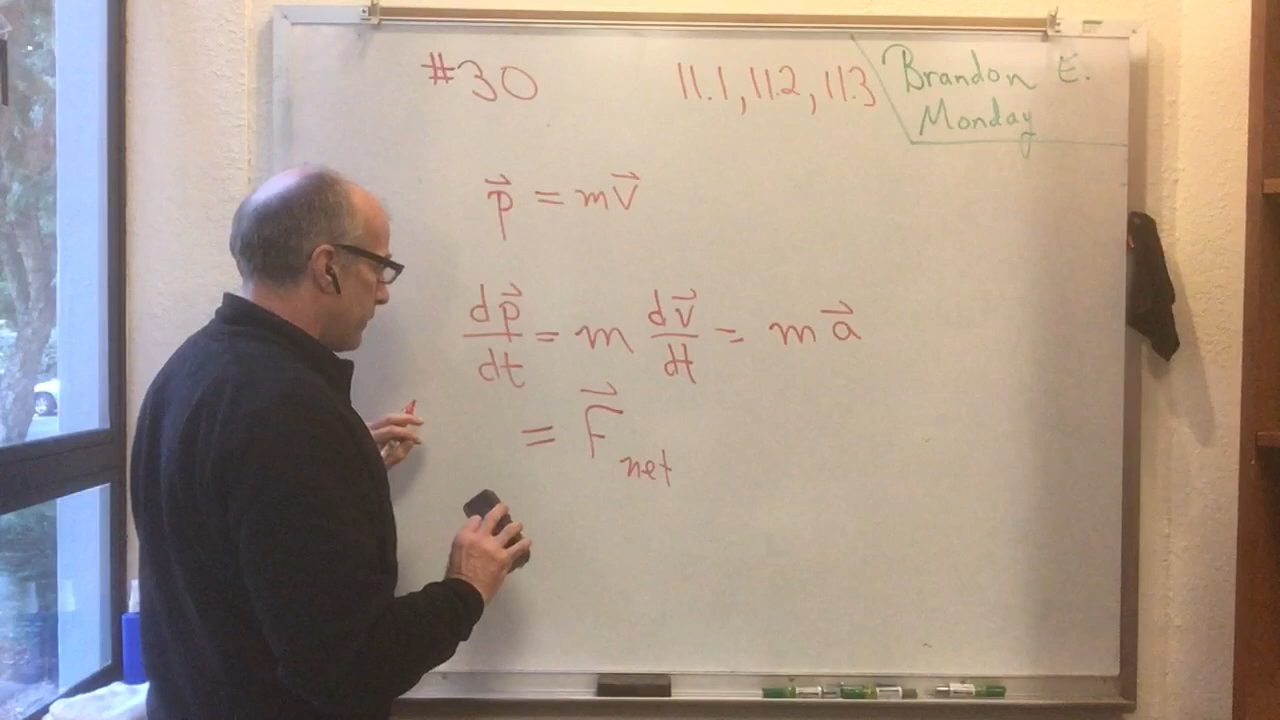 #30 11.1, 11.2, 11.3 Brandon E.
Monday
p⃗ = mv⃗
dp⃗/dt = m dv⃗/dt = ma⃗
= F⃗net